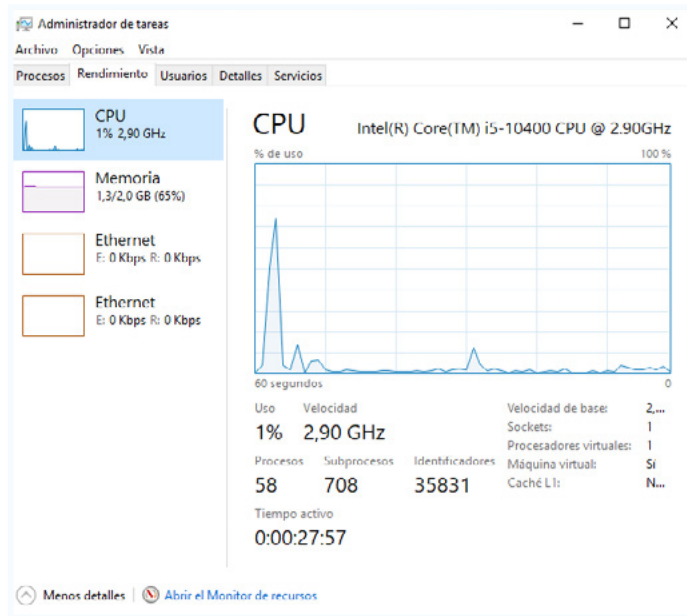 Administrador de tareas
Archivo Opciones Vista
Procesos Rendimiento Usuarios Detalles Servicios
CPU
1% 2,90 GHz
Memoria
1,3/2,0 GB (65%)
Ethernet
E: 0 Kbps R: 0 Kbps
Ethernet
E: 0 Kbps R: 0 Kbps
CPU Intel(R) Core(TM) i5-10400 CPU @ 2.90GHz
% de uso 100 %
60 segundos 0
Uso Velocidad
1% 2,90 GHz
Procesos Subprocesos Identificadores
58 708 35831
Tiempo activo
0:00:27:57
Velocidad de base: 2,...
Sockets: 1
Procesadores virtuales: 1
Máquina virtual: Sí
Caché L1: N...
Menos detalles Abrir el Monitor de recursos